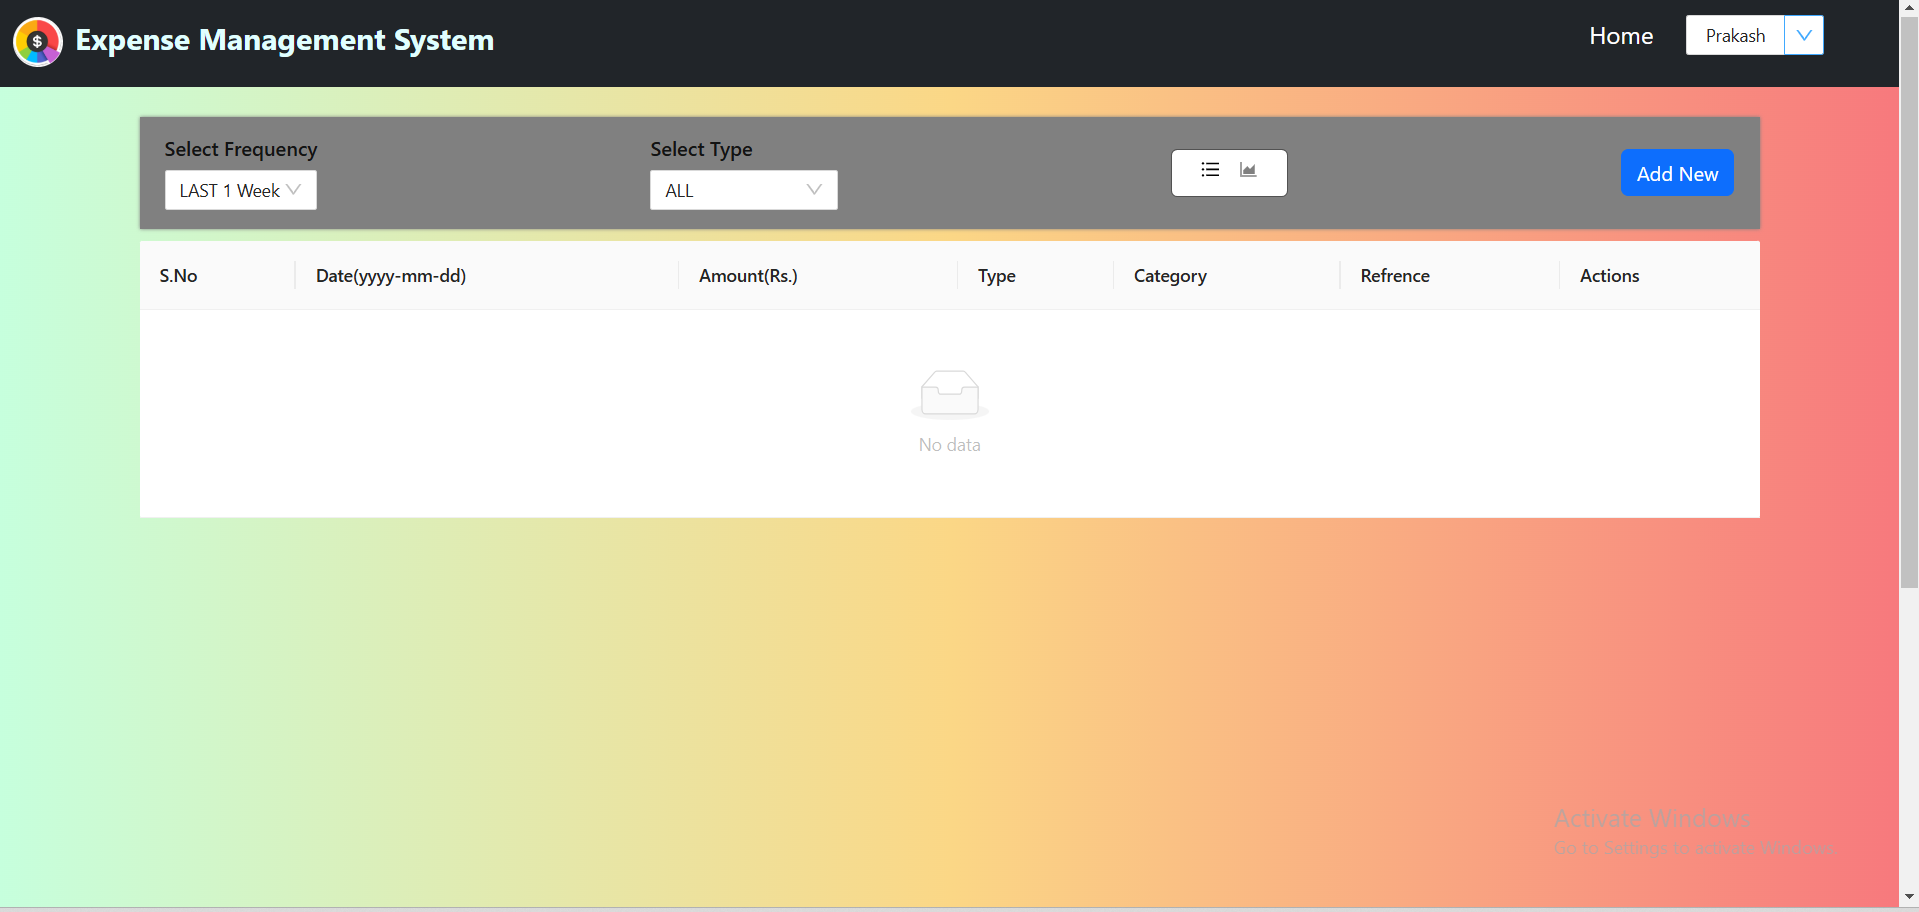 $ Expense Management System
Home
Prakash
Select Frequency
Select Type
LAST 1 Week
ALL
Add New
S.No
Date(yyyy-mm-dd)
Amount(Rs.)
Type
Category
Refrence
Actions
No data
Activate Windows
Go to Settings to activate Windows.